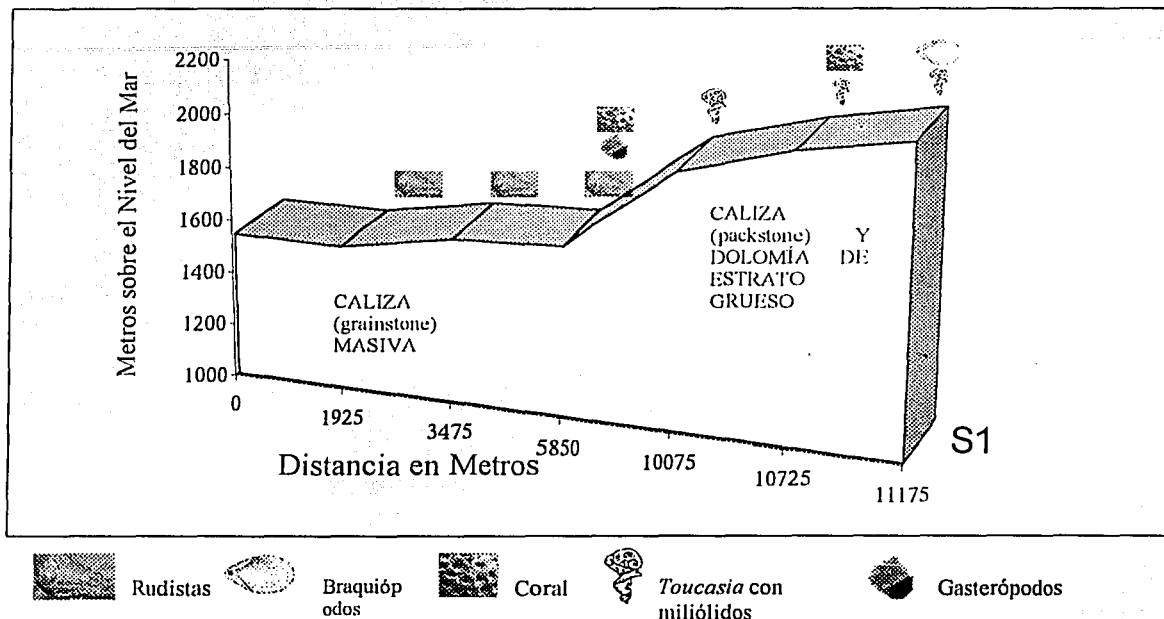 Metros sobre el Nivel del Mar
2200
2000
1800
1600
1400
1200
1000
CALIZA
(grainstone)
MASIVA
CALIZA
(packstone) Y
DOLOMÍA DE
ESTRATO
GRUESO
0
1925
3475
5850
10075
10725
11175
Distancia en Metros
S1
Rudistas
Braquióp
odos
Coral
Toucasia con
miliólidos
Gasterópodos